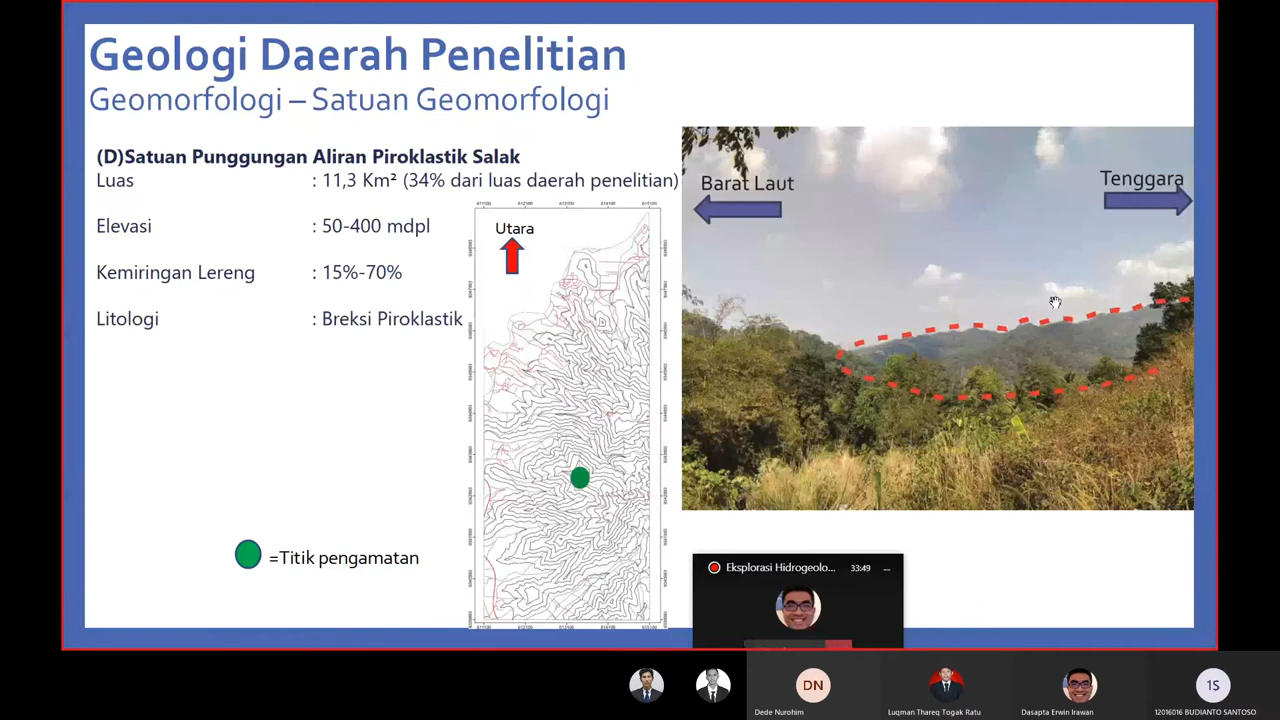 Geologi Daerah Penelitian
Geomorfologi – Satuan Geomorfologi
(D)Satuan Punggungan Aliran Piroklastik Salak
Luas : 11,3 Km² (34% dari luas daerah penelitian)
Elevasi : 50-400 mdpl
Kemiringan Lereng : 15%-70%
Litologi : Breksi Piroklastik
Utara
=Titik pengamatan
Barat Laut
Tenggara
Eksplorasi Hidrogeolo... 33:49 ...
DN
1S
Dede Nurohim
Luqman Thareq Togak Ratu
Dasapta Erwin Irawan
12016016 BUDIANTO SANTOSO